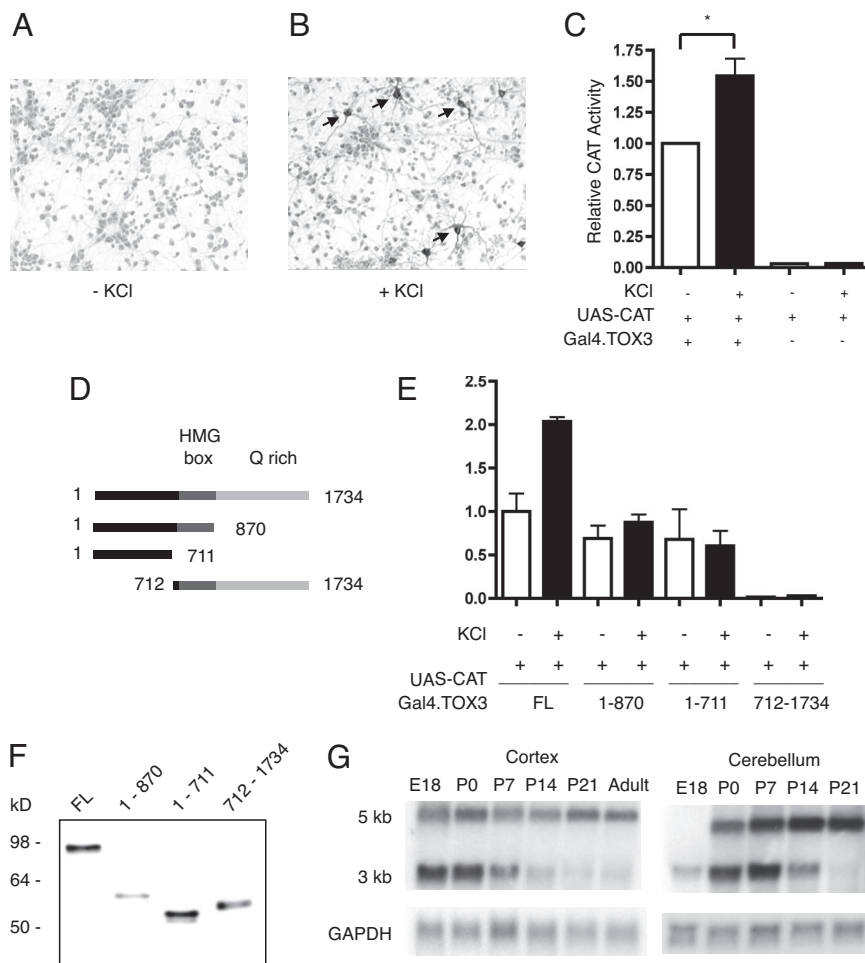 A
- KCl
B
+ KCl
C
*
Relative CAT Activity
1.75
1.50
1.25
1.00
0.75
0.50
0.25
0.00
KCl - + - +
UAS-CAT + + + +
Gal4.TOX3 + + - -
D
HMG
box Q rich
1 1734
1 870
1 711
712 1734
E
2.5
2.0
1.5
1.0
0.5
0.0
KCl - + - + - + - +
+ + + + + + + +
UAS-CAT
Gal4.TOX3 FL 1-870 1-711 712-1734
F
kD FL 1 - 870 1 - 711 712 - 1734
98 -
64 -
50 -
G
Cortex
E18 P0 P7 P14 P21 Adult
Cerebellum
E18 P0 P7 P14 P21
5 kb
3 kb
GAPDH